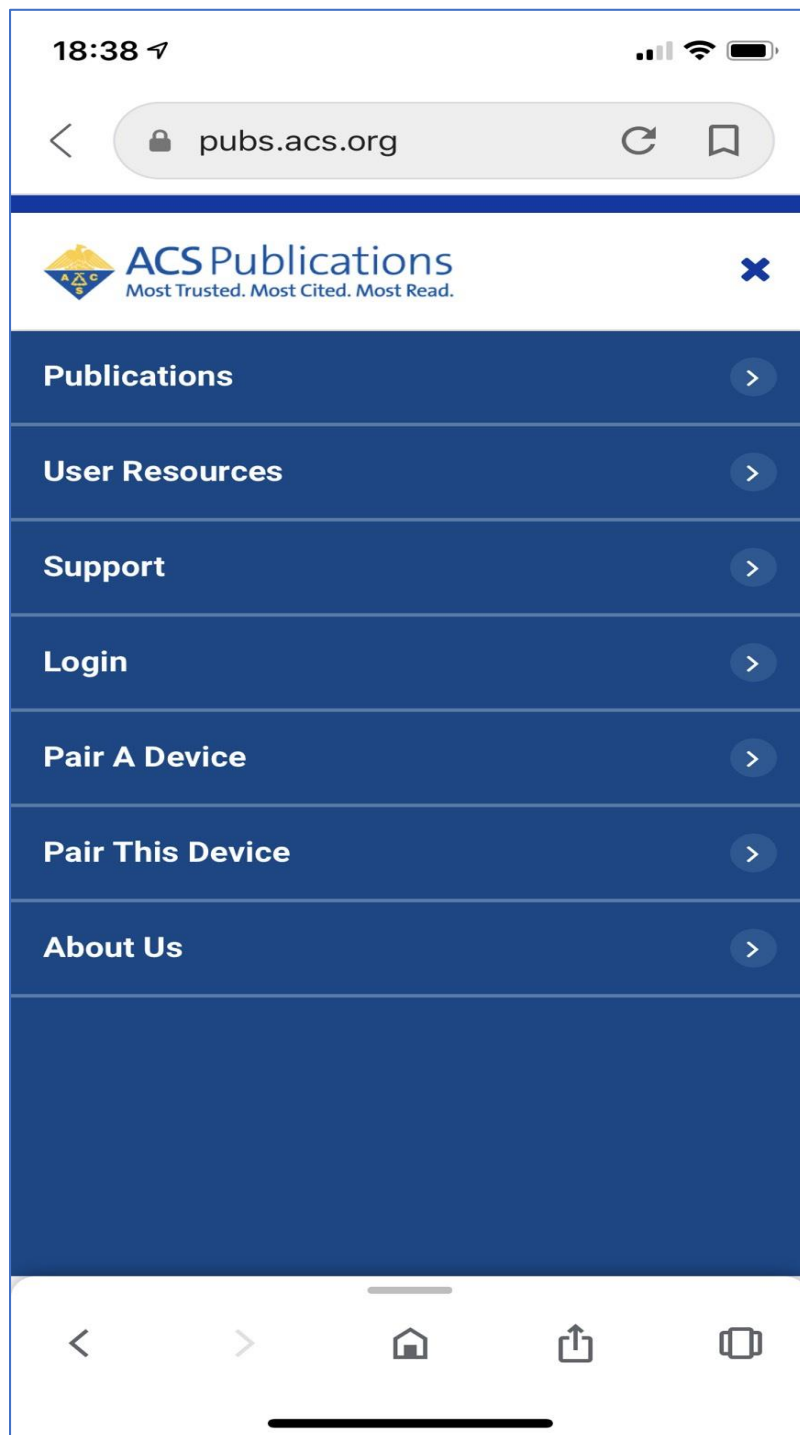 18:38
pubs.acs.org
A C S
ACS Publications
Most Trusted. Most Cited. Most Read.
Publications
User Resources
Support
Login
Pair A Device
Pair This Device
About Us